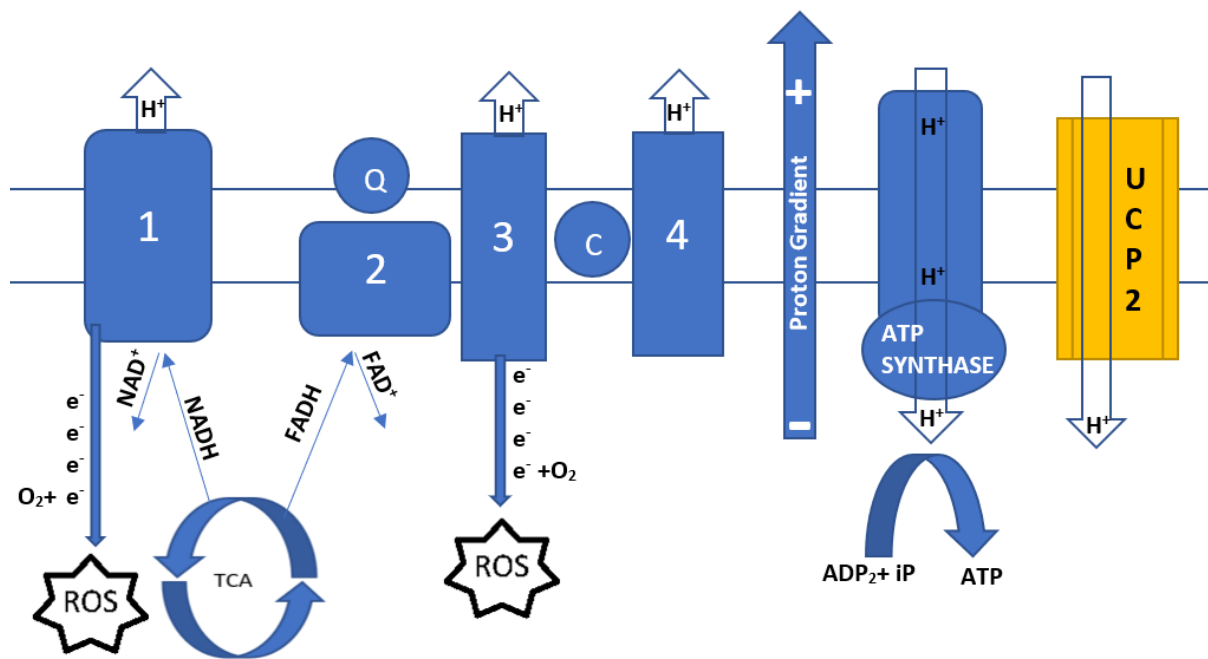 H⁺
H⁺
H⁺
H⁺
H⁺
H⁺
1
Q
2
3
C
4
+
Proton Gradient
-
ATP
SYNTHASE
H⁺
UCP2
H⁺
NAD⁺
NADH
FADH
FAD⁺
e⁻
e⁻
e⁻
O₂+ e⁻
ROS
TCA
e⁻
e⁻
e⁻
e⁻ +O₂
ROS
ADP₂+ iP
ATP